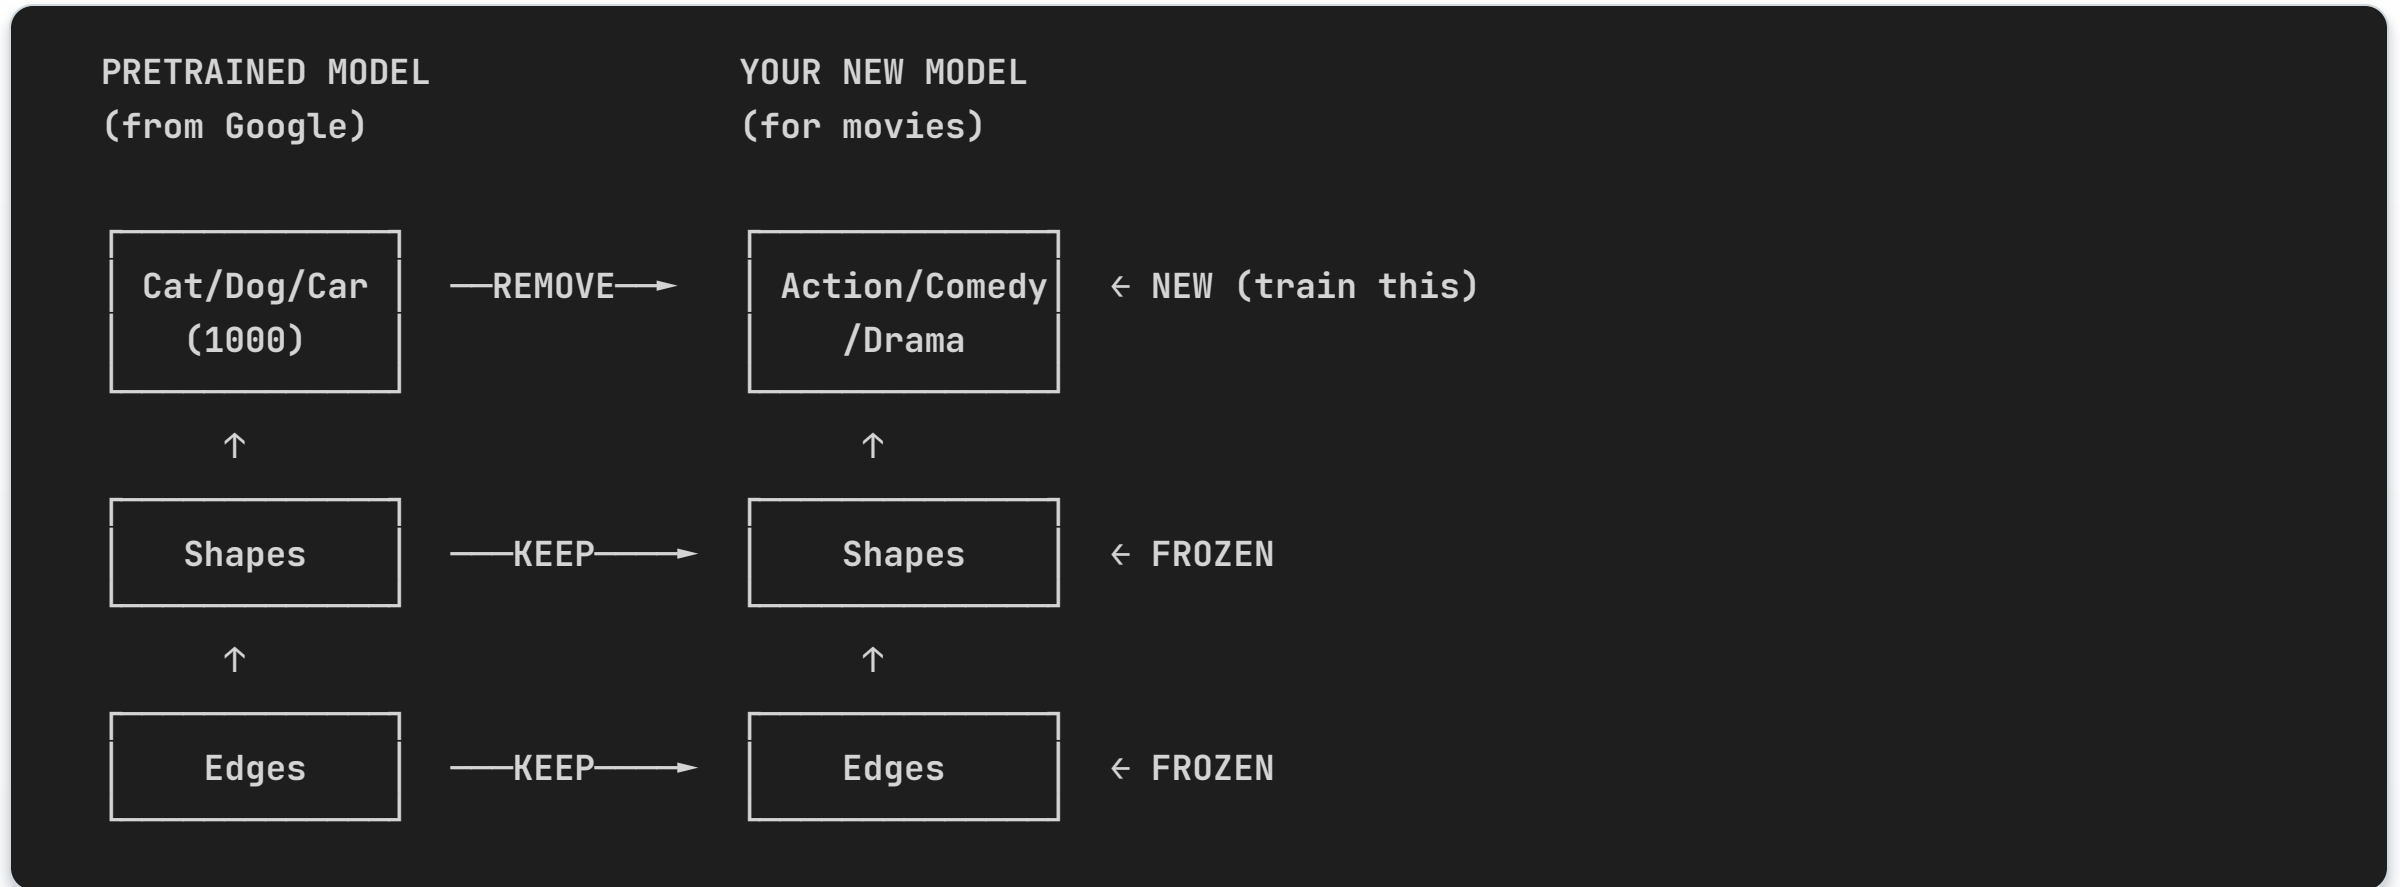 PRETRAINED MODEL YOUR NEW MODEL
(from Google) (for movies)
Cat/Dog/Car ──REMOVE──► Action/Comedy ← NEW (train this)
(1000) /Drama
↑ ↑
Shapes ───KEEP────► Shapes ← FROZEN
↑ ↑
Edges ───KEEP────► Edges ← FROZEN